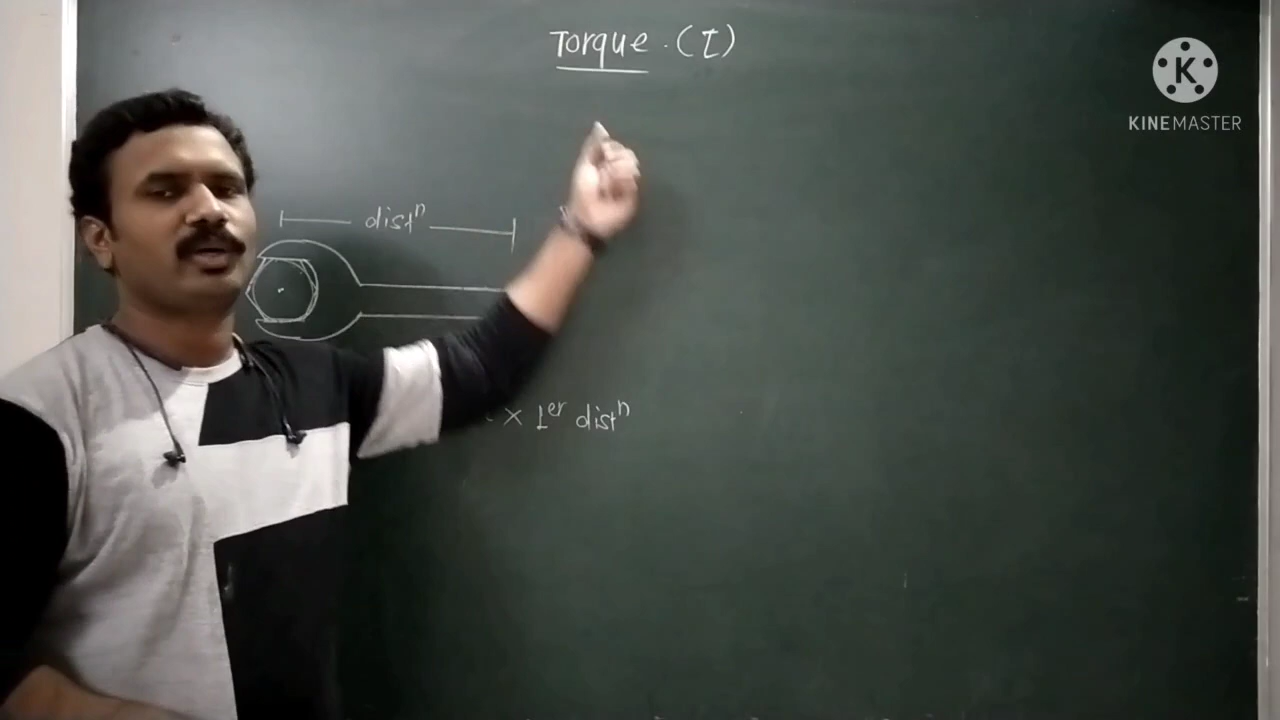 Torque. (τ)
K
KINEMASTER
distⁿ
× ⊥ᵉʳ distⁿ